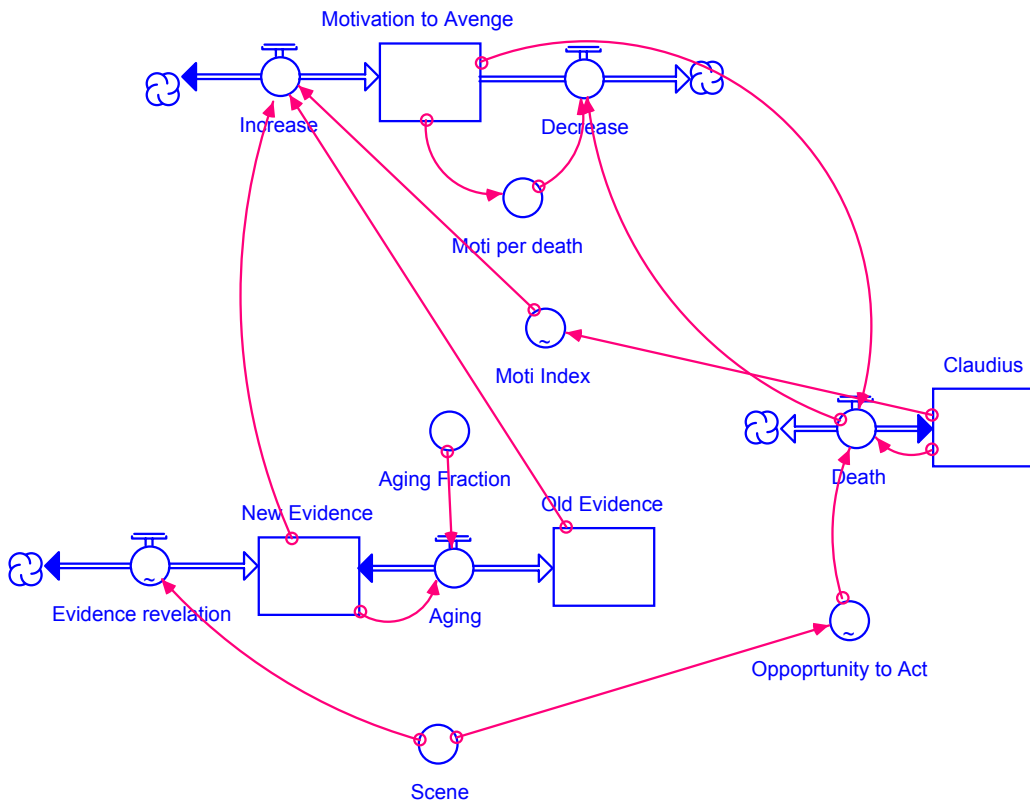 Motivation to Avenge
Increase
Decrease
Moti per death
Moti Index
Claudius
Death
Aging Fraction
New Evidence
Old Evidence
Evidence revelation
Aging
Oppoprtunity to Act
Scene
~
~
~